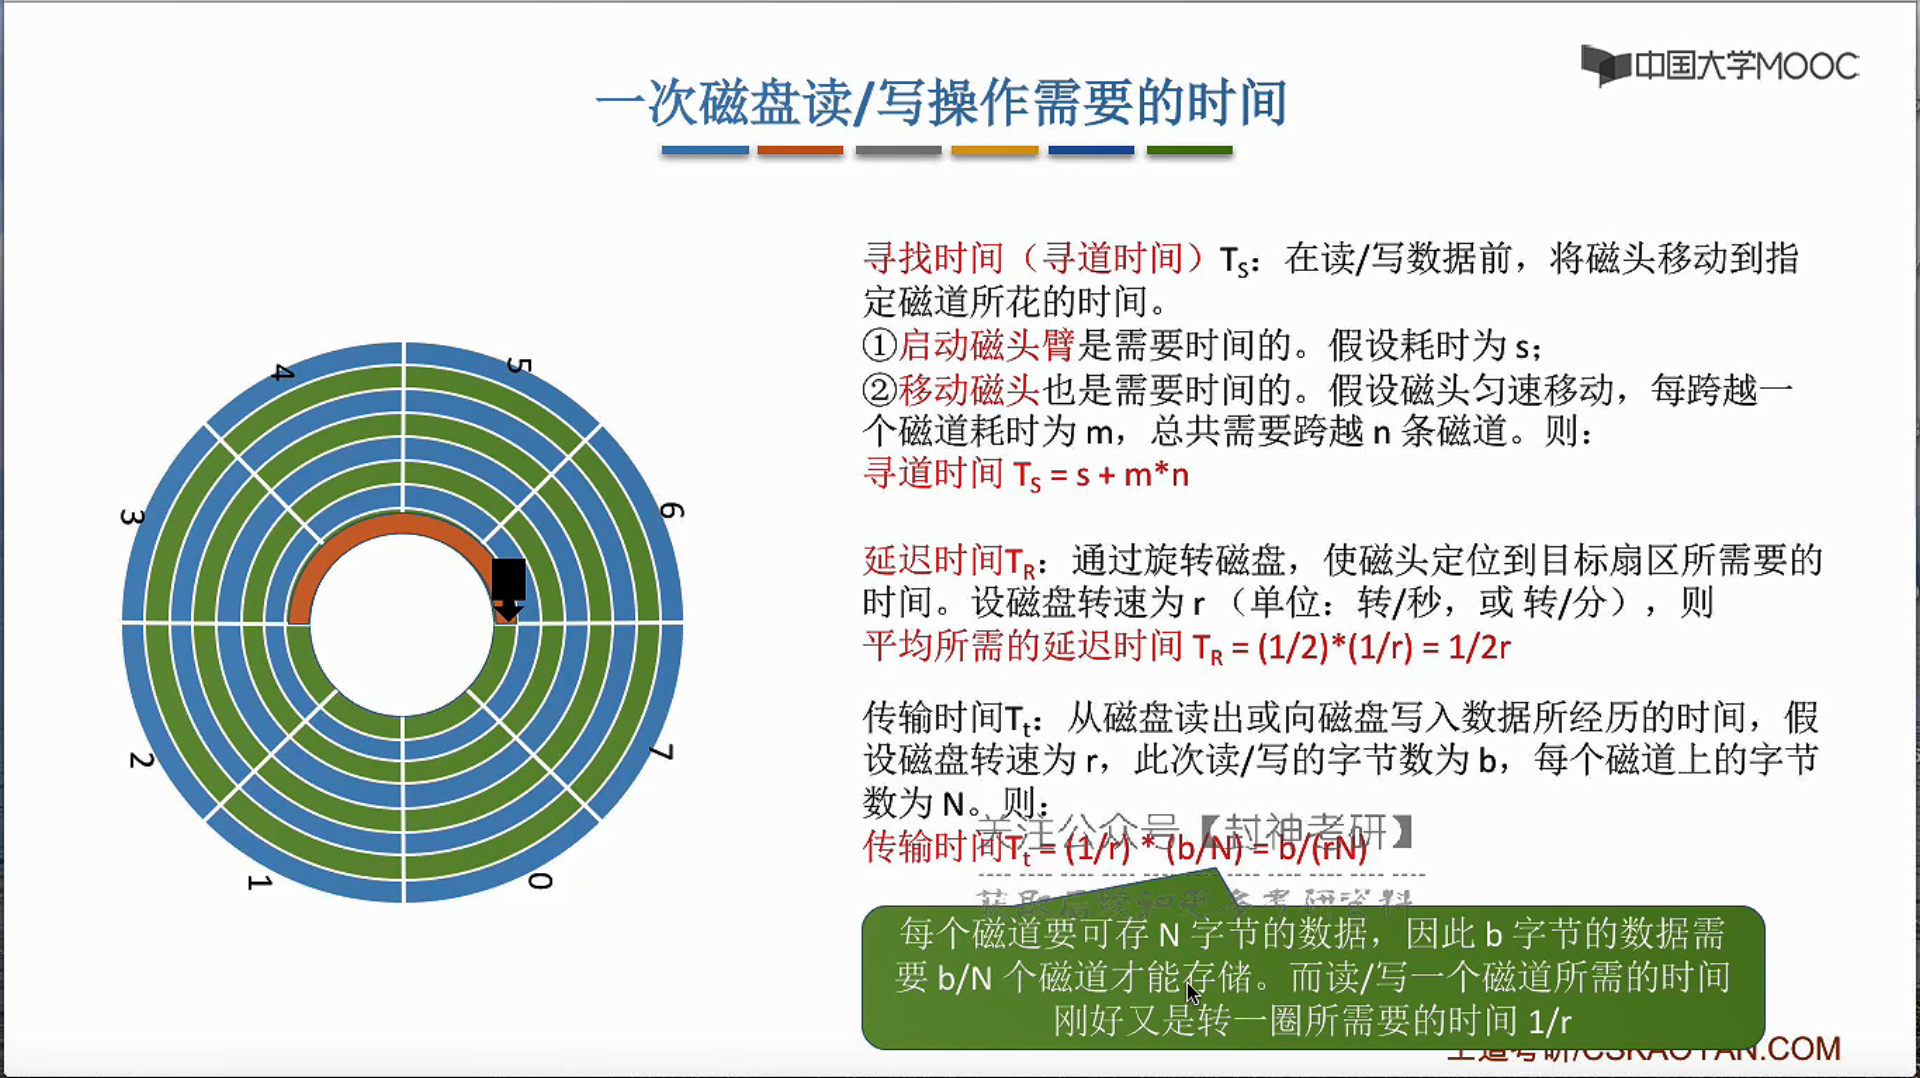 中国大学MOOC
一次磁盘读/写操作需要的时间
寻找时间（寻道时间）TS：在读/写数据前，将磁头移动到指
定磁道所花的时间。
①启动磁头臂是需要时间的。假设耗时为 s；
②移动磁头也是需要时间的。假设磁头匀速移动，每跨越一
个磁道耗时为 m，总共需要跨越 n 条磁道。则：
寻道时间 TS = s + m*n
延迟时间TR：通过旋转磁盘，使磁头定位到目标扇区所需要的
时间。设磁盘转速为 r （单位：转/秒，或 转/分），则
平均所需的延迟时间 TR = (1/2)*(1/r) = 1/2r
传输时间Tt：从磁盘读出或向磁盘写入数据所经历的时间，假
设磁盘转速为 r，此次读/写的字节数为 b，每个磁道上的字节
数为 N。则：
关注公众号【封神考研】
传输时间Tt = (1/r) * (b/N) = b/(rN)
每个磁道要可存 N 字节的数据，因此 b 字节的数据需
要 b/N 个磁道才能存储。而读/写一个磁道所需的时间
刚好又是转一圈所需要的时间 1/r
王道考研/CSKAOYAN.COM
4
5
3
6
2
7
1
0